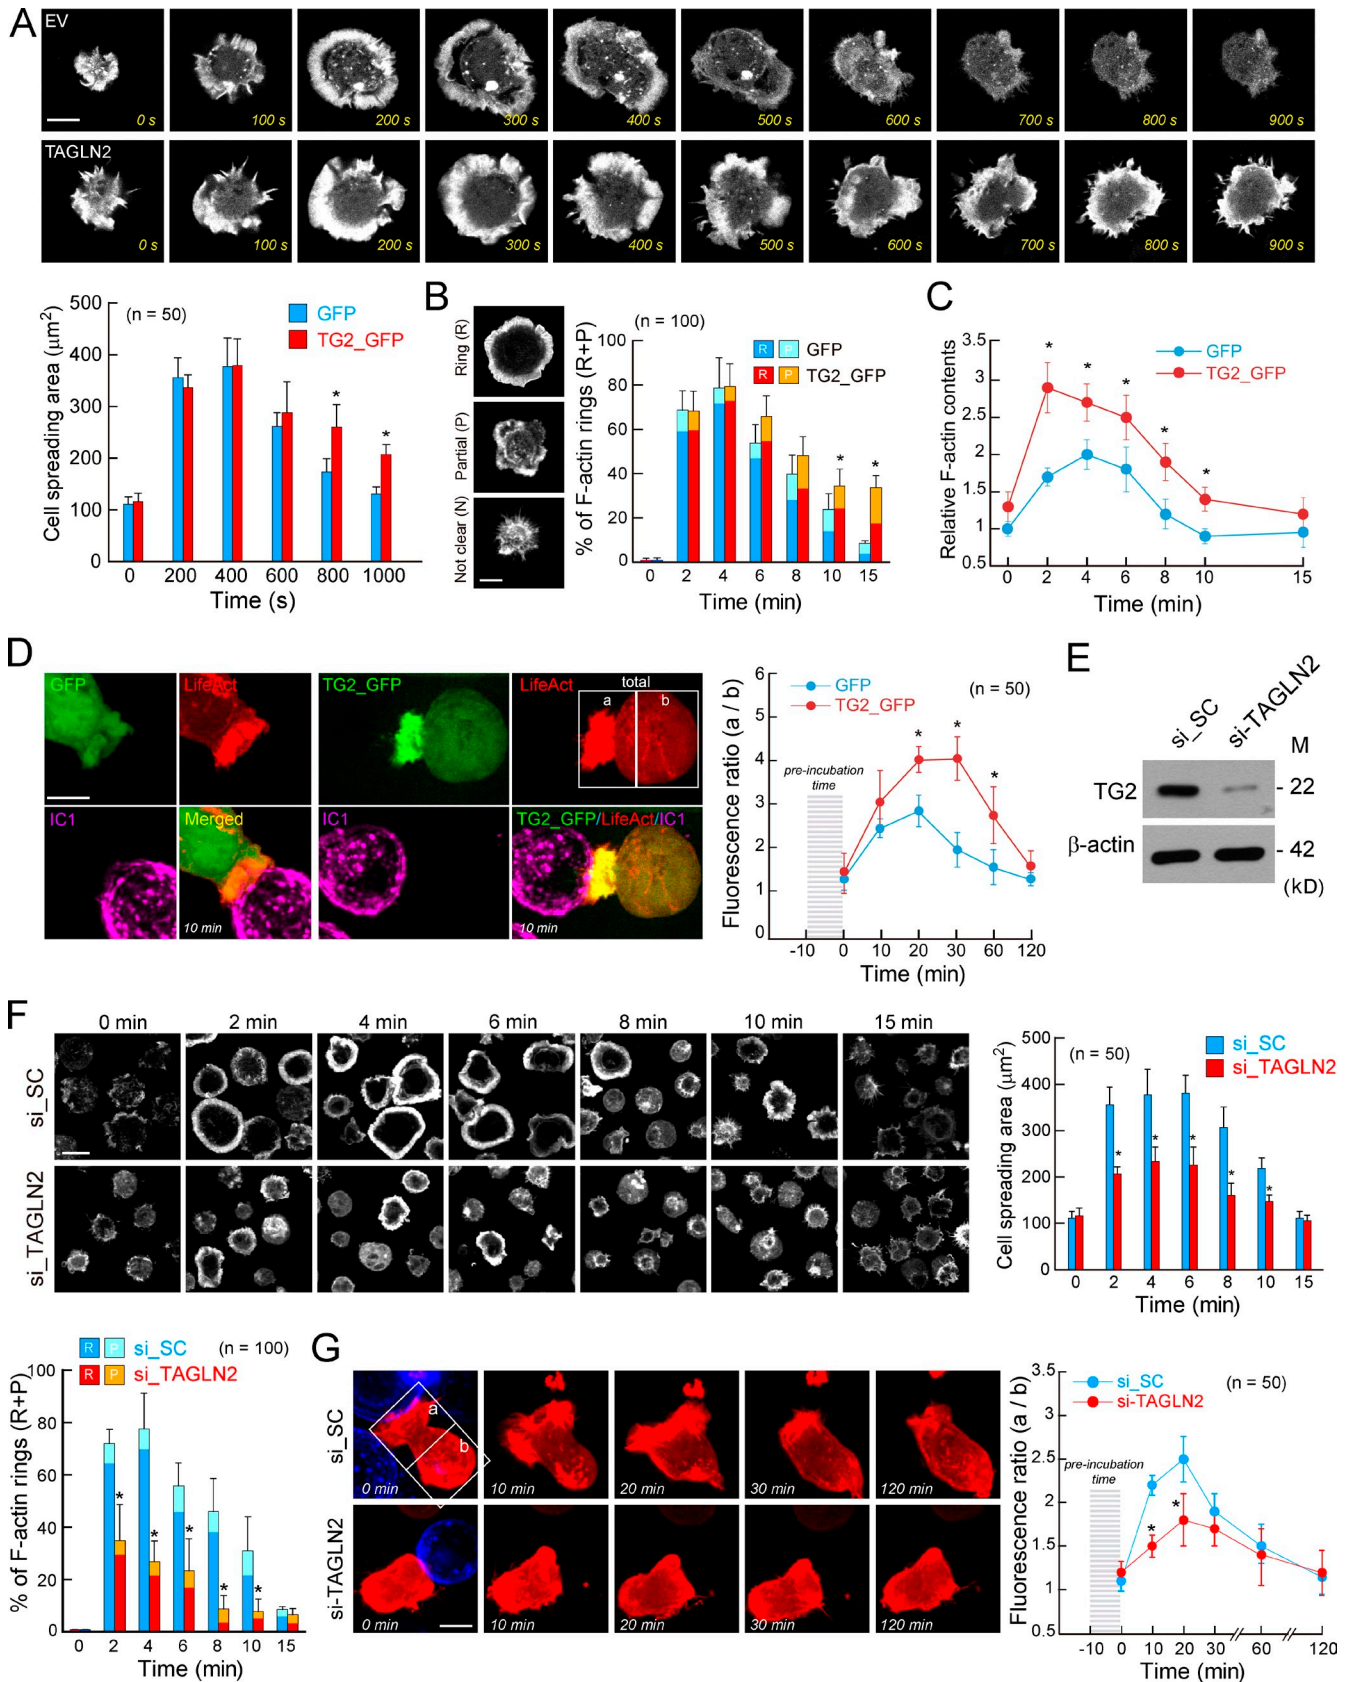 A
EV
0 s
100 s
200 s
300 s
400 s
500 s
600 s
700 s
800 s
900 s
TAGLN2
0 s
100 s
200 s
300 s
400 s
500 s
600 s
700 s
800 s
900 s
Cell spreading area (μm²)
500
400
300
200
100
0
(n = 50)
GFP
TG2_GFP
* *
0 200 400 600 800 1000
Time (s)
B
Ring (R)
Partial (P)
Not clear (N)
% of F-actin rings (R+P)
(n = 100)
100
80
60
40
20
0
R P GFP
R P TG2_GFP
* *
0 2 4 6 8 10 15
Time (min)
C
Relative F-actin contents
3.5
3
2.5
2
1.5
1
0.5
GFP
TG2_GFP
* * * * *
0 2 4 6 8 10 15
Time (min)
D
GFP
LifeAct
TG2_GFP
LifeAct
total
a b
IC1
Merged
10 min
IC1
TG2_GFP/LifeAct/IC1
10 min
Fluorescence ratio (a / b)
6
5
4
3
2
1
0
GFP
TG2_GFP
(n = 50)
pre-incubation
time
* * *
-10 0 10 20 30 60 120
Time (min)
E
si_SC
si-TAGLN2
M
TG2
- 22
β-actin
- 42
(kD)
F
0 min
2 min
4 min
6 min
8 min
10 min
15 min
si_SC
si_TAGLN2
Cell spreading area (μm²)
500
400
300
200
100
0
(n = 50)
si_SC
si_TAGLN2
* * * * *
0 2 4 6 8 10 15
Time (min)
% of F-actin rings (R+P)
R P si_SC
(n = 100)
R P si_TAGLN2
100
80
60
40
20
0
* * * * *
0 2 4 6 8 10 15
Time (min)
G
si_SC
a
b
0 min
10 min
20 min
30 min
120 min
si-TAGLN2
0 min
10 min
20 min
30 min
120 min
Fluorescence ratio (a / b)
3.5
3
2.5
2
1.5
1
0.5
si_SC
si-TAGLN2
(n = 50)
pre-incubation
time
* *
-10 0 10 20 30 60 120
Time (min)